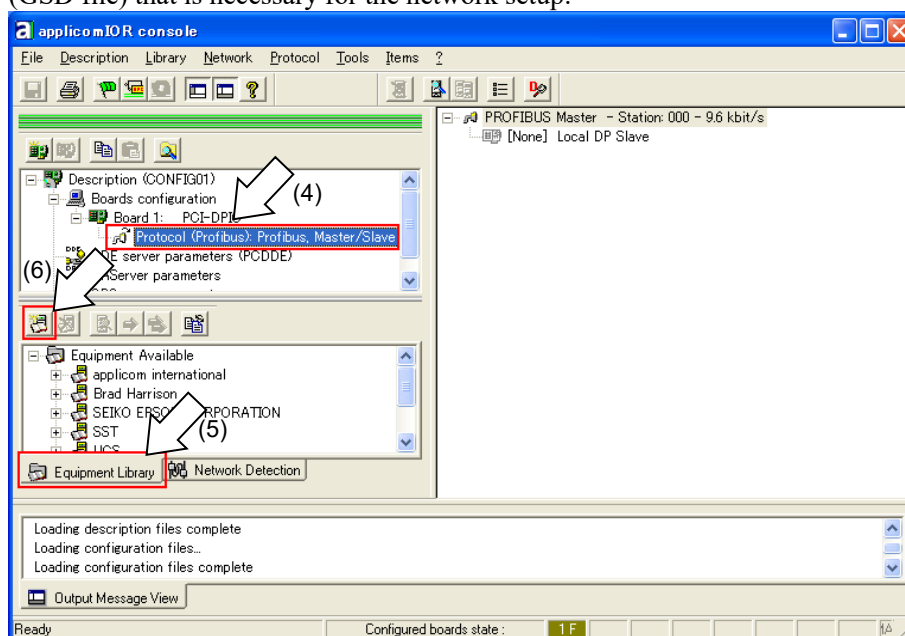 (GSD file) that is necessary for the network setup.
applicomIOR console
File Description Library Network Protocol Tools Items ?
PROFIBUS Master - Station: 000 - 9.6 kbit/s
[None] Local DP Slave
Description (CONFIG01)
(4)
Boards configuration
Board 1: PCI-DPIO
Protocol (Profibus): Profibus, Master/Slave
DDE server parameters (PCDDE)
(6)
Server parameters
Equipment Available
applicom international
Brad Harrison
SEIKO EPSON CORPORATION
SST
(5)
Equipment Library
Network Detection
Loading description files complete
Loading configuration files...
Loading configuration files complete
Output Message View
Ready
Configured boards state :
1 F